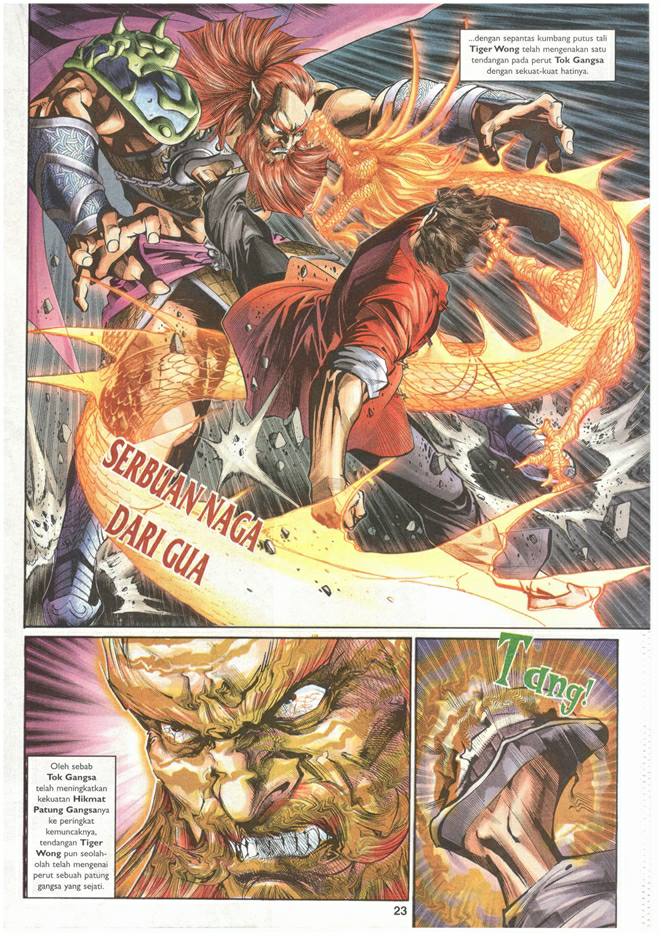 ...dengan sepantas kumbang putus tali
Tiger Wong telah mengenakan satu
tendangan pada perut Tok Gangsa
dengan sekuat-kuat hatinya.
SERBUAN NAGA
DARI GUA
Tang!
Oleh sebab
Tok Gangsa
telah meningkatkan
kekuatan Hikmat
Patung Gangsanya
ke peringkat
kemuncaknya,
tendangan Tiger
Wong pun seolah-
olah telah mengenai
perut sebuah patung
gangsa yang sejati.
23